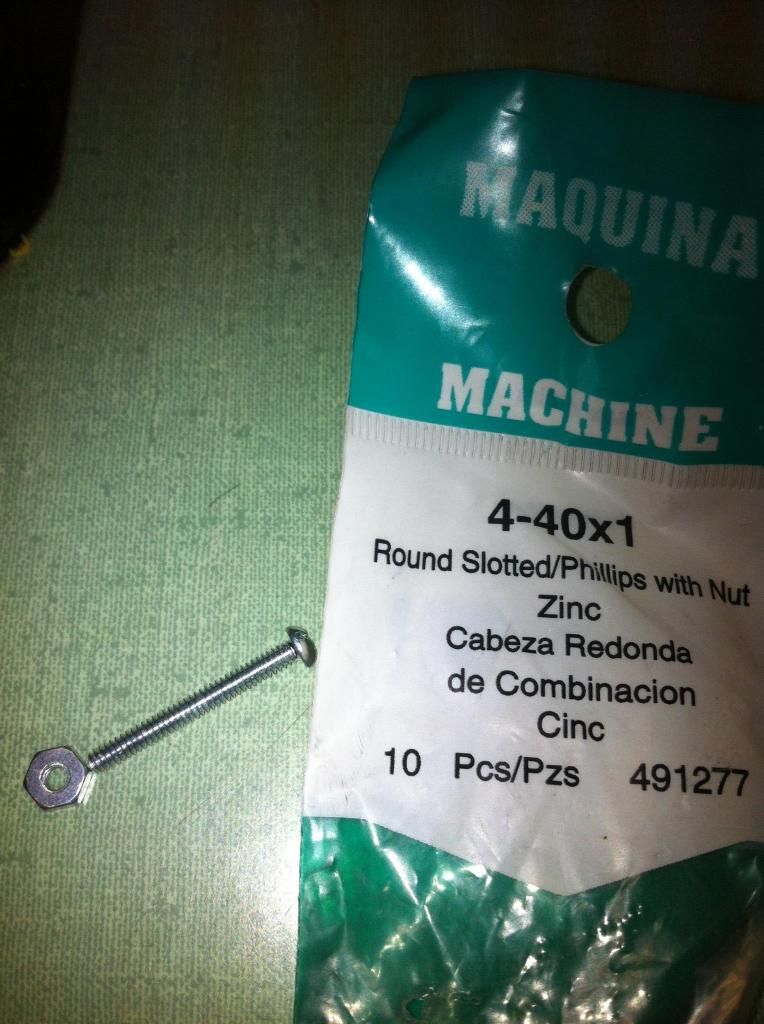 MAQUINA
MACHINE
4-40x1
Round Slotted/Phillips with Nut
Zinc
Cabeza Redonda
de Combinacion
Cinc
10 Pcs/Pzs 491277